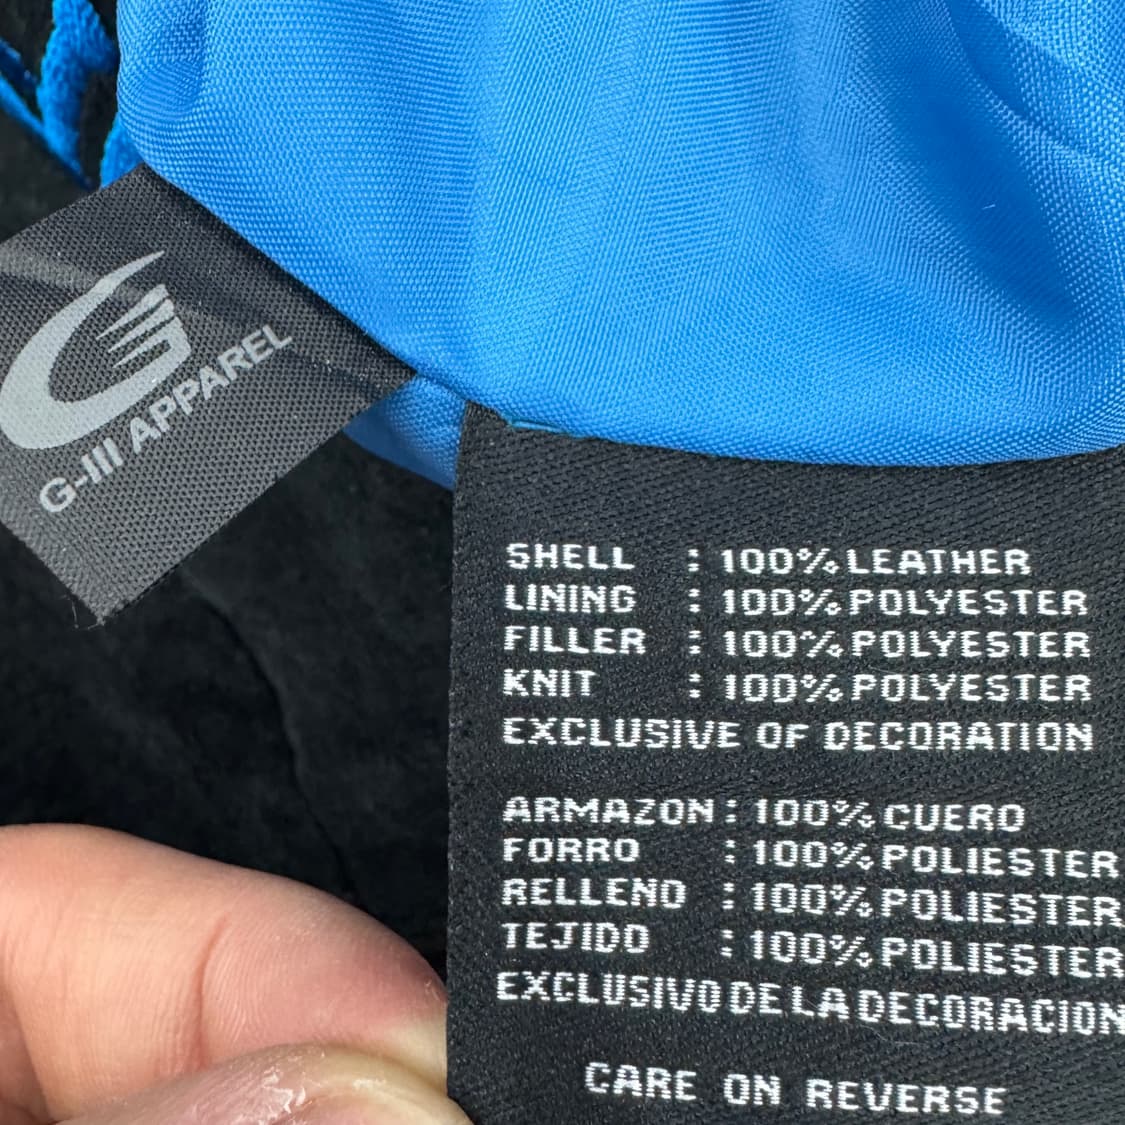 G-III APPAREL
SHELL : 100% LEATHER
LINING : 100% POLYESTER
FILLER : 100% POLYESTER
KNIT : 100% POLYESTER
EXCLUSIVE OF DECORATION
ARMAZON : 100% CUERO
FORRO : 100% POLIESTER
RELLENO : 100% POLIESTER
TEJIDO : 100% POLIESTER
EXCLUSIVO DE LA DECORACION
CARE ON REVERSE